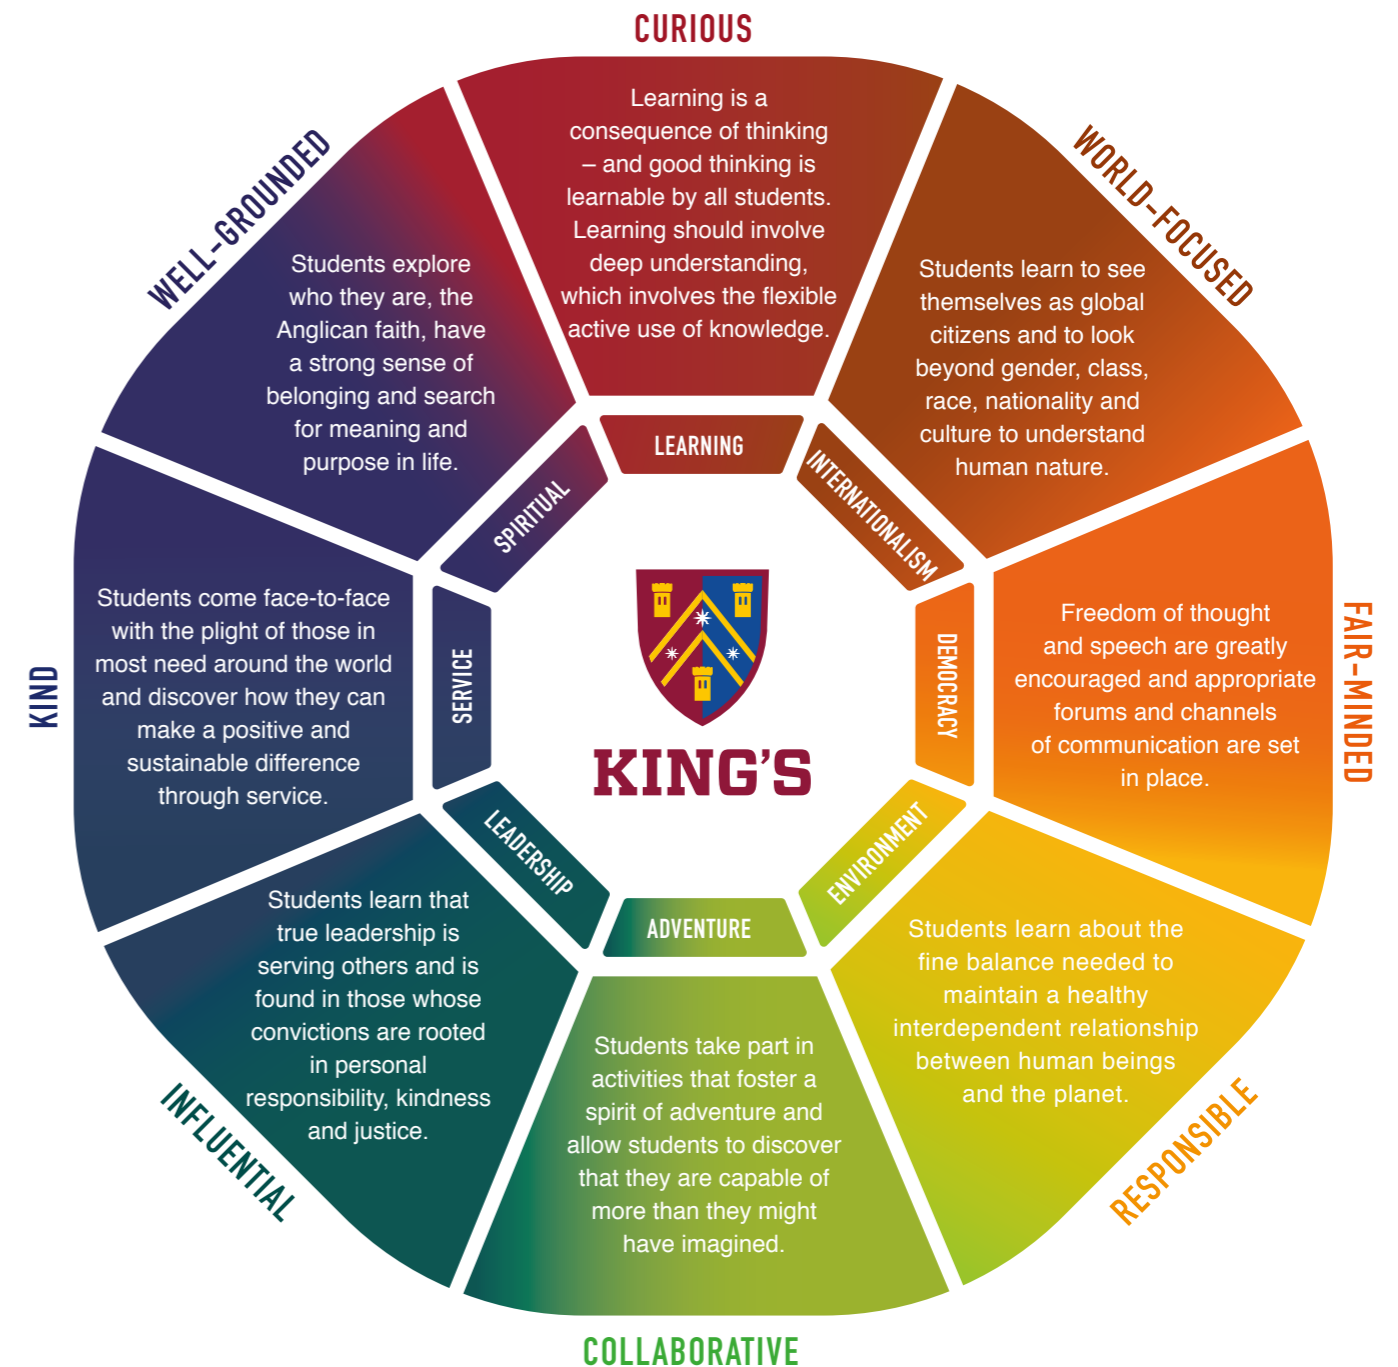 CURIOUS
Learning is a
consequence of thinking
– and good thinking is
learnable by all students.
Learning should involve
deep understanding,
which involves the flexible
active use of knowledge.
LEARNING
WORLD-FOCUSED
Students learn to see
themselves as global
citizens and to look
beyond gender, class,
race, nationality and
culture to understand
human nature.
INTERNATIONALISM
FAIR-MINDED
Freedom of thought
and speech are greatly
encouraged and appropriate
forums and channels
of communication are set
in place.
DEMOCRACY
RESPONSIBLE
Students learn about the
fine balance needed to
maintain a healthy
interdependent relationship
between human beings
and the planet.
ENVIRONMENT
COLLABORATIVE
Students take part in
activities that foster a
spirit of adventure and
allow students to discover
that they are capable of
more than they might
have imagined.
ADVENTURE
INFLUENTIAL
Students learn that
true leadership is
serving others and is
found in those whose
convictions are rooted
in personal
responsibility, kindness
and justice.
LEADERSHIP
KIND
Students come face-to-face
with the plight of those in
most need around the world
and discover how they can
make a positive and
sustainable difference
through service.
SERVICE
WELL-GROUNDED
Students explore
who they are, the
Anglican faith, have
a strong sense of
belonging and search
for meaning and
purpose in life.
SPIRITUAL
KING'S